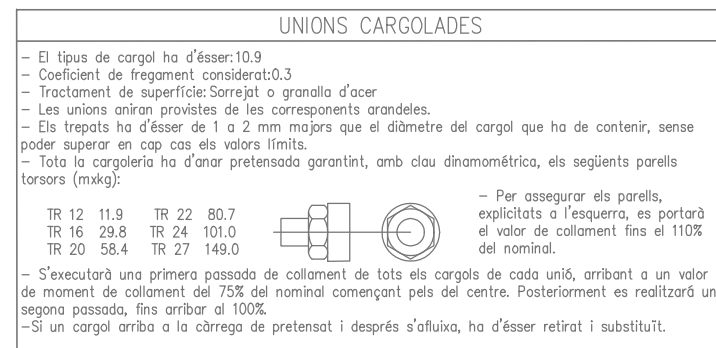 UNIONS CARGOLADES
– El tipus de cargol ha d'ésser:10.9
– Coeficient de fregament considerat:0.3
– Tractament de superfície: Sorrejat o granalla d'acer
– Les unions aniran provistes de les corresponents arandeles.
– Els trepats ha d'ésser de 1 a 2 mm majors que el diàmetre del cargol que ha de contenir, sense
poder superar en cap cas els valors límits.
– Tota la cargoleria ha d'anar pretensada garantint, amb clau dinamométrica, els següents parells
torsors (mxkg):
TR 12 11.9 TR 22 80.7
TR 16 29.8 TR 24 101.0
TR 20 58.4 TR 27 149.0
– Per assegurar els parells,
explicitats a l'esquerra, es portarà
el valor de collament fins el 110%
del nominal.
– S'executarà una primera passada de collament de tots els cargols de cada unió, arribant a un valor
de moment de collament del 75% del nominal començant pels del centre. Posteriorment es realitzará un
segona passada, fins arribar al 100%.
–Si un cargol arriba a la càrrega de pretensat i després s'afluixa, ha d'ésser retirat i substituït.